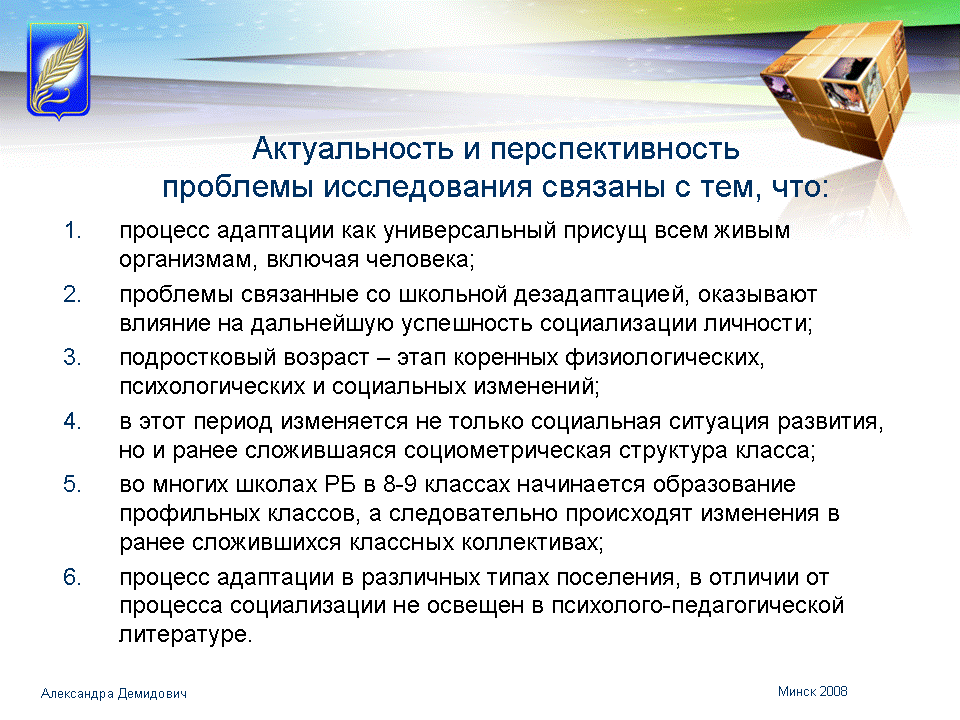 Актуальность и перспективность
проблемы исследования связаны с тем, что:
1. процесс адаптации как универсальный присущ всем живым
организмам, включая человека;
2. проблемы связанные со школьной дезадаптацией, оказывают
влияние на дальнейшую успешность социализации личности;
3. подростковый возраст – этап коренных физиологических,
психологических и социальных изменений;
4. в этот период изменяется не только социальная ситуация развития,
но и ранее сложившаяся социометрическая структура класса;
5. во многих школах РБ в 8-9 классах начинается образование
профильных классов, а следовательно происходят изменения в
ранее сложившихся классных коллективах;
6. процесс адаптации в различных типах поселения, в отличии от
процесса социализации не освещен в психолого-педагогической
литературе.
Александра Демидович
Минск 2008